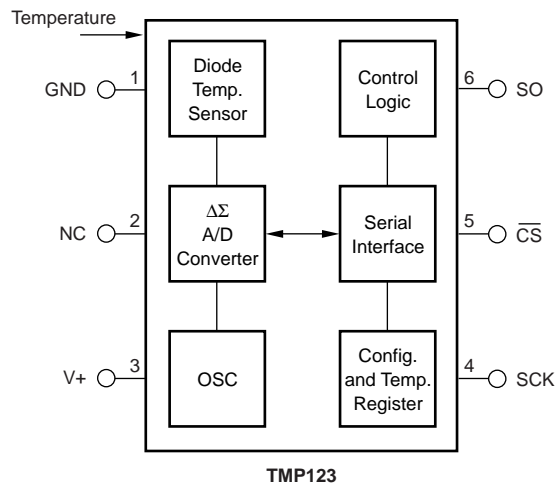 Temperature
GND
1
Diode
Temp.
Sensor
Control
Logic
6
SO
NC
2
ΔΣ
A/D
Converter
Serial
Interface
5
C̅S̅
V+
3
OSC
Config.
and Temp.
Register
4
SCK
TMP123